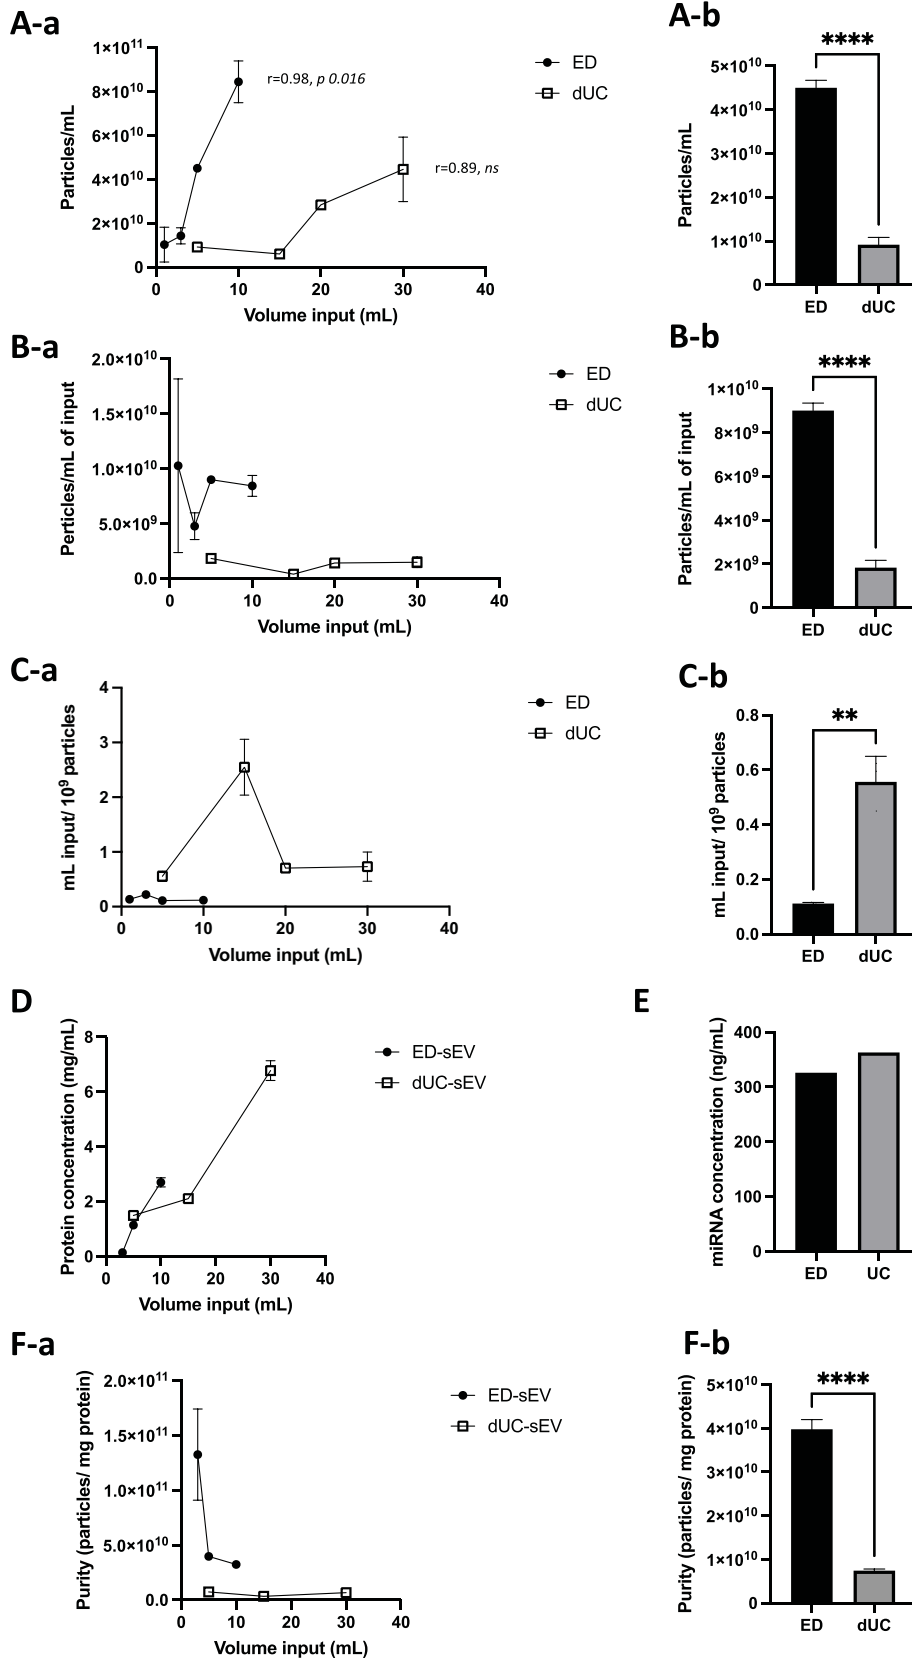 A-a
1×10¹¹
8×10¹⁰
6×10¹⁰
4×10¹⁰
2×10¹⁰
0
Particles/mL
r=0.98, p 0.016
r=0.89, ns
ED
dUC
0 10 20 30 40
Volume input (mL)
A-b
****
5×10¹⁰
4×10¹⁰
3×10¹⁰
2×10¹⁰
1×10¹⁰
0
Particles/mL
ED dUC
B-a
2.0×10¹⁰
1.5×10¹⁰
1.0×10¹⁰
5.0×10⁹
0.0
Perticles/mL of input
ED
dUC
0 10 20 30 40
Volume input (mL)
B-b
****
1×10¹⁰
8×10⁹
6×10⁹
4×10⁹
2×10⁹
0
Particles/mL of input
ED dUC
C-a
4
3
2
1
0
mL input/ 10⁹ particles
ED
dUC
0 10 20 30 40
Volume input (mL)
C-b
**
0.8
0.6
0.4
0.2
0.0
mL input/ 10⁹ particles
ED dUC
D
8
6
4
2
0
Protein concentration (mg/mL)
ED-sEV
dUC-sEV
0 10 20 30 40
Volume input (mL)
E
400
300
200
100
0
miRNA concentration (ng/mL)
ED UC
F-a
2.0×10¹¹
1.5×10¹¹
1.0×10¹¹
5.0×10¹⁰
0.0
Purity (particles/ mg protein)
ED-sEV
dUC-sEV
0 10 20 30 40
Volume input (mL)
F-b
****
5×10¹⁰
4×10¹⁰
3×10¹⁰
2×10¹⁰
1×10¹⁰
0
Purity (particles/ mg protein)
ED dUC